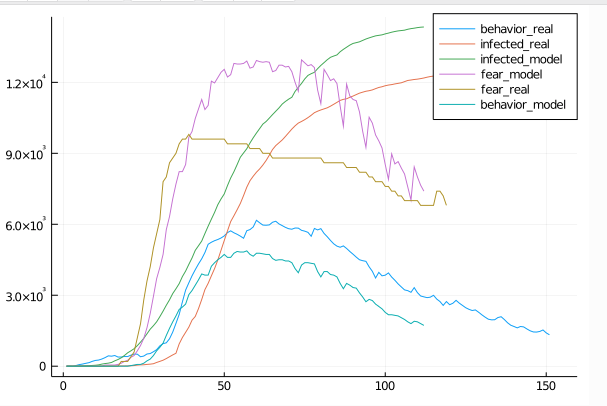 behavior_real
infected_real
infected_model
fear_model
fear_real
behavior_model
1.2×10⁴
9.0×10³
6.0×10³
3.0×10³
0
0 50 100 150